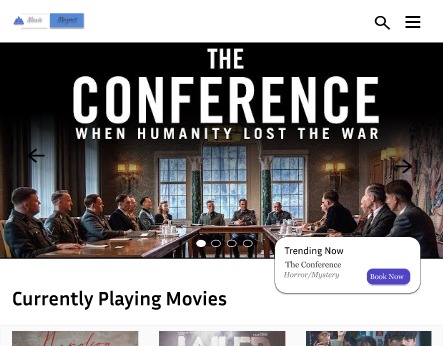 Movie Magnet
THE
CONFERENCE
WHEN HUMANITY LOST THE WAR
Trending Now
The Conference
Horror/Mystery
Book Now
Currently Playing Movies
Napoleon